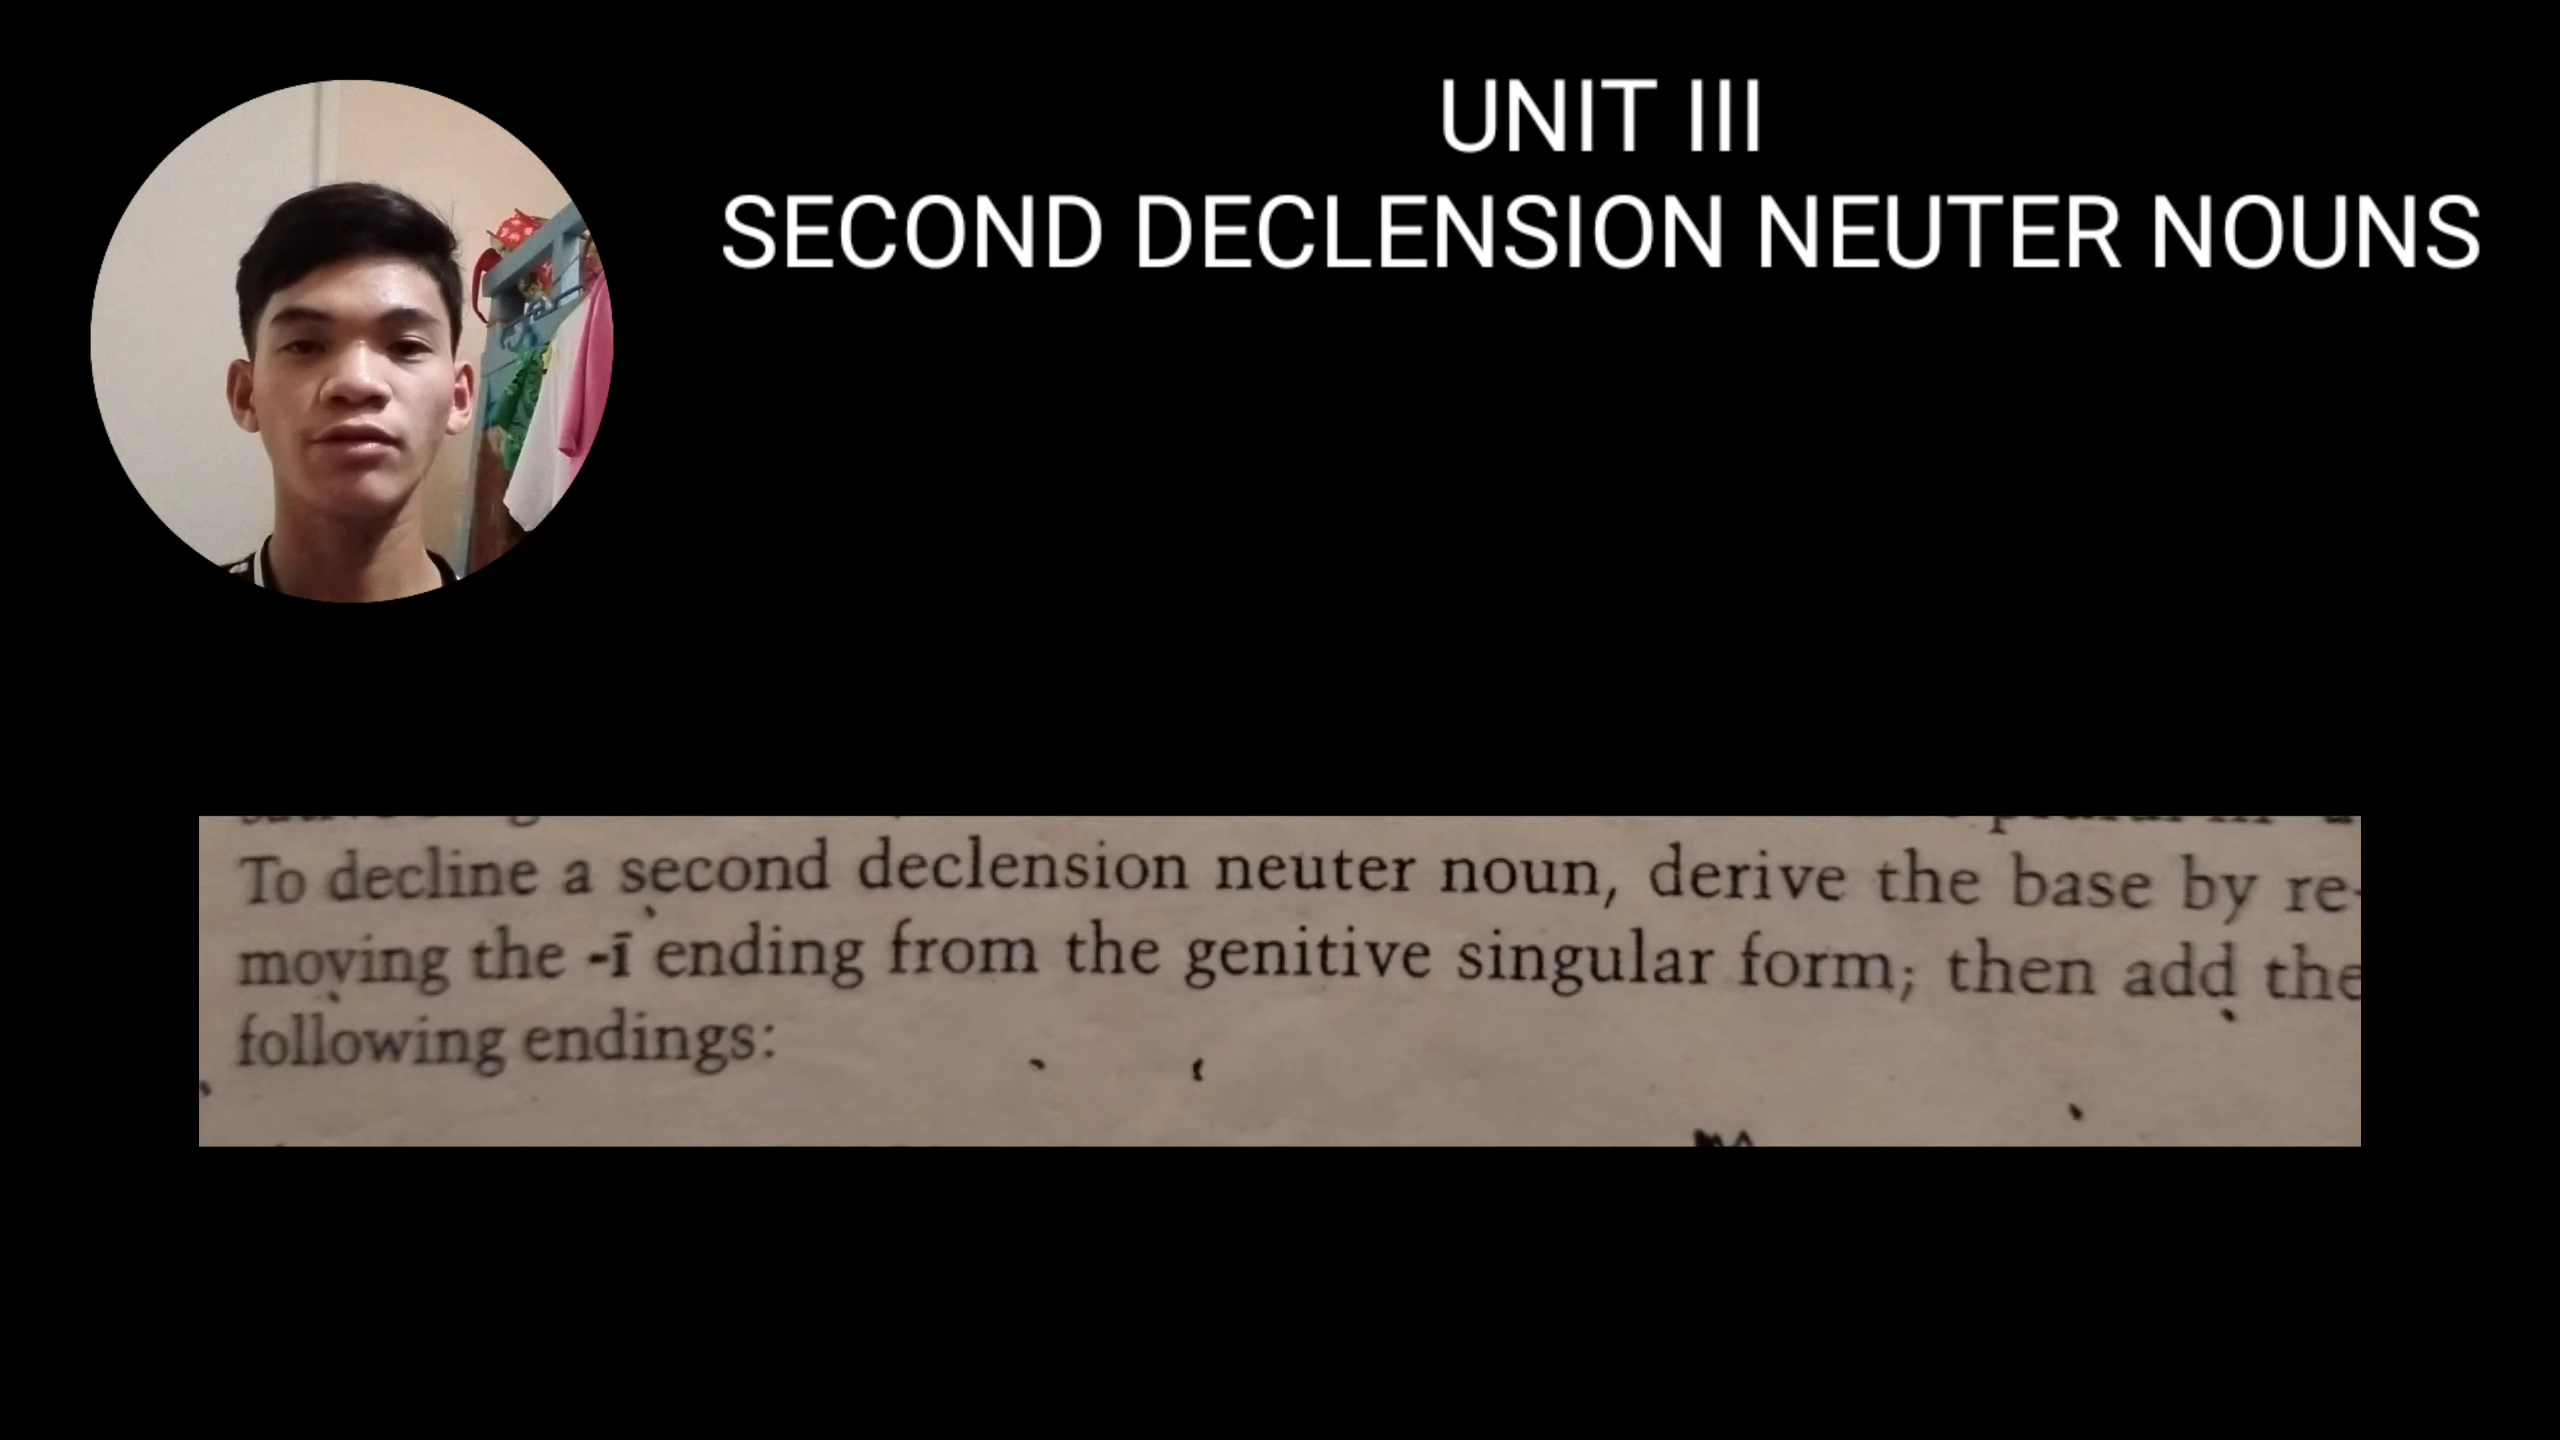 UNIT III
SECOND DECLENSION NEUTER NOUNS
To decline a second declension neuter noun, derive the base by re-
moving the -ī ending from the genitive singular form; then add the
following endings: